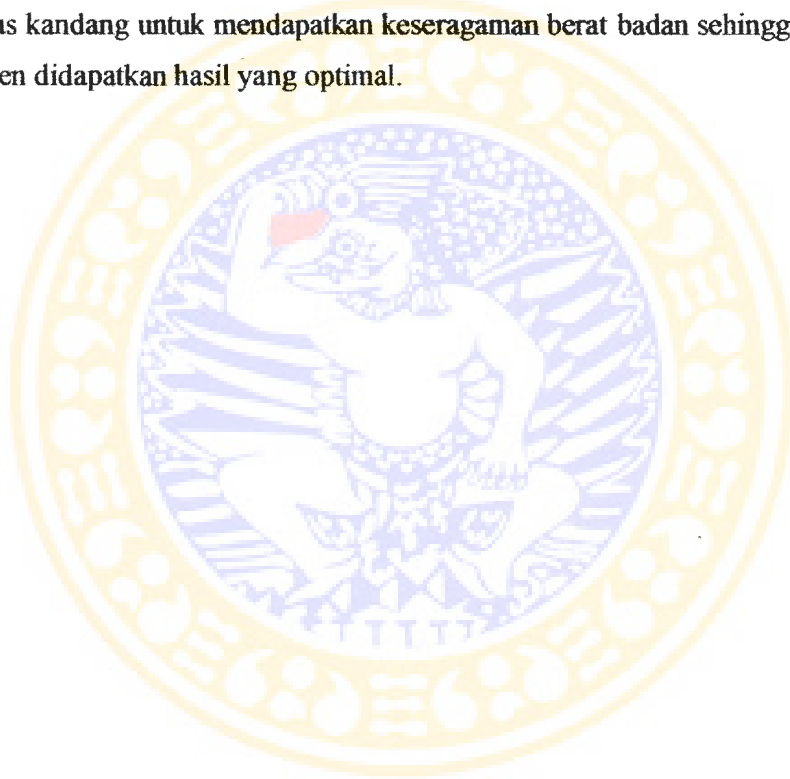 as kandang untuk mendapatkan keseragaman berat badan sehingg
en didapatkan hasil yang optimal.